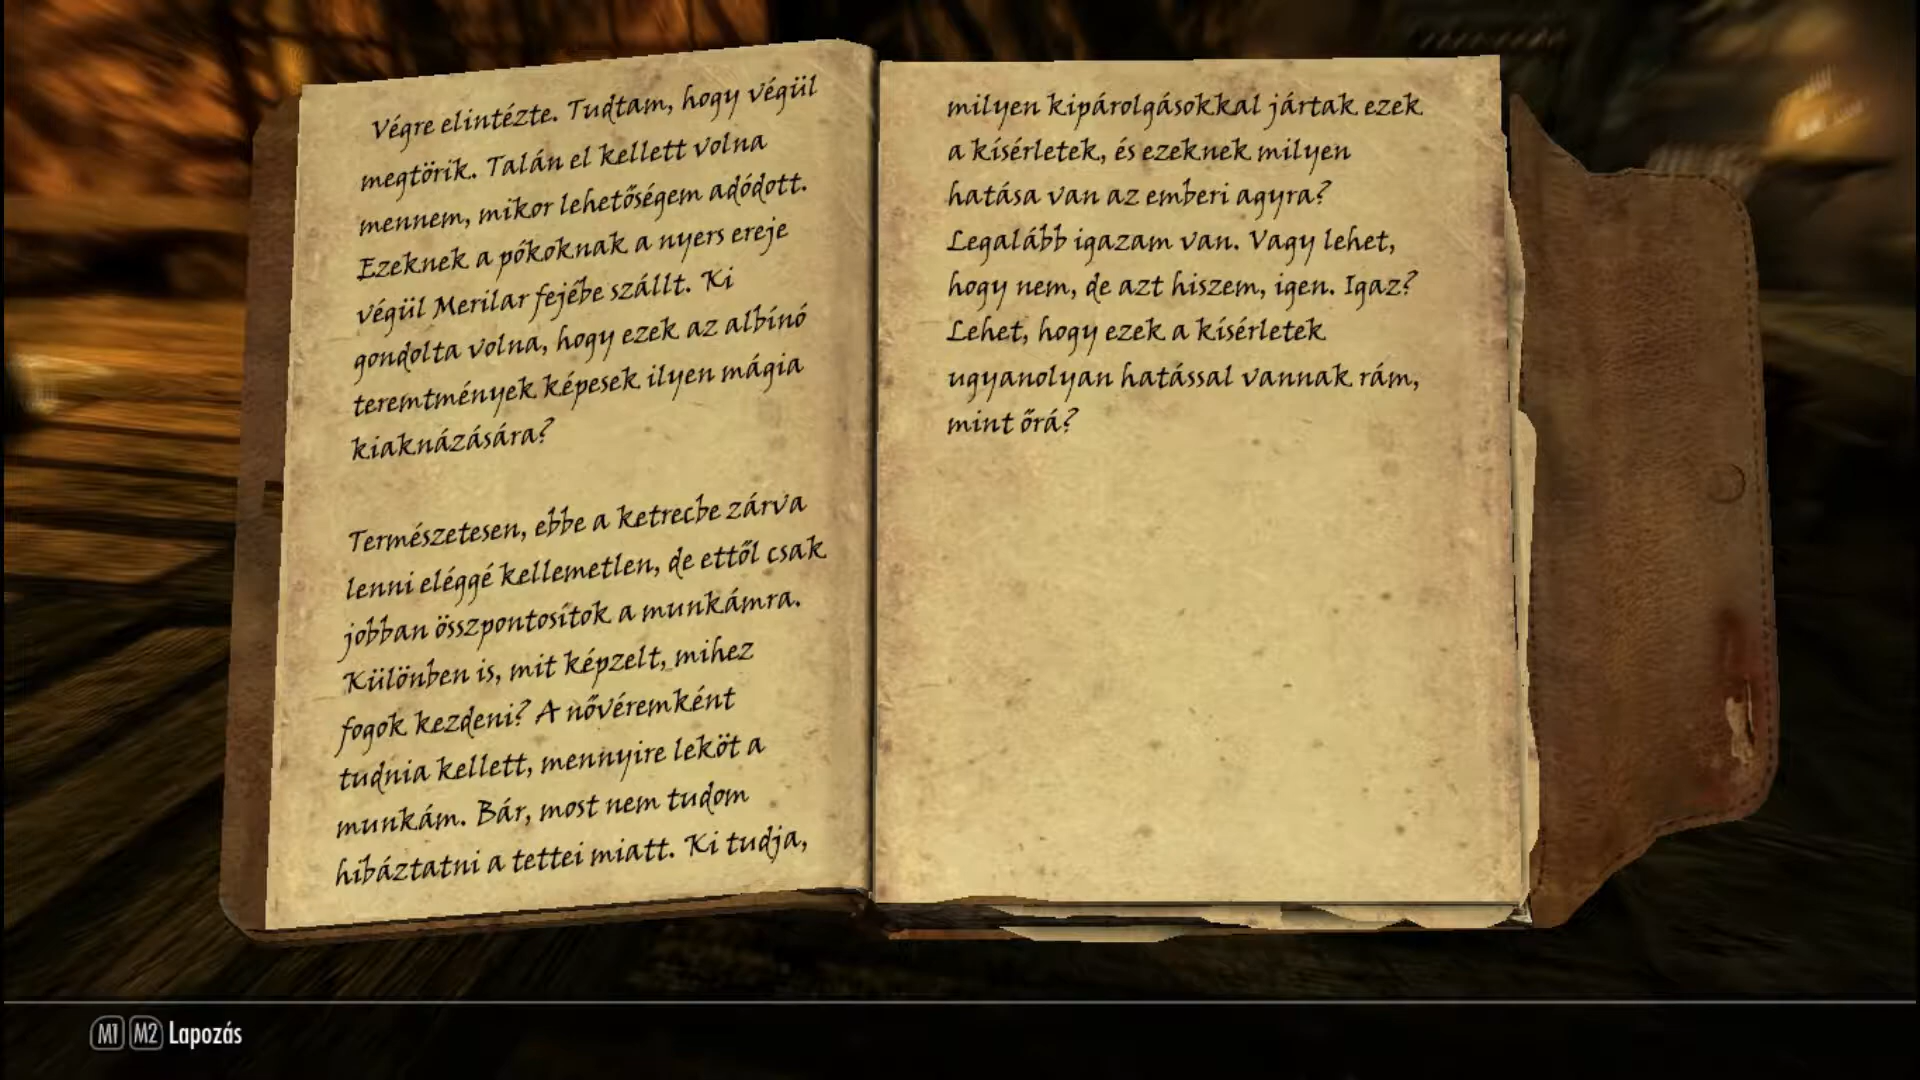 Végre elintézte. Tudtam, hogy végül
megtörik. Talán el kellett volna
mennem, mikor lehetőségem adódott.
Ezeknek a pókoknak a nyers ereje
végül Merilar fejébe szállt. Ki
gondolta volna, hogy ezek az albínó
teremtmények képesek ilyen mágia
kiaknázására?
Természetesen, ebbe a ketrecbe zárva
lenni eléggé kellemetlen, de ettől csak
jobban összpontosítok a munkámra.
Különben is, mit képzelt, mihez
fogok kezdeni? A nővéremként
tudnia kellett, mennyire leköt a
munkám. Bár, most nem tudom
hibáztatni a tettei miatt. Ki tudja,
milyen kipárolgásokkal jártak ezek
a kísérletek, és ezeknek milyen
hatása van az emberi agyra?
Legalább igazam van. Vagy lehet,
hogy nem, de azt hiszem, igen. Igaz?
Lehet, hogy ezek a kísérletek
ugyanolyan hatással vannak rám,
mint őrá?
M1 M2 Lapozás